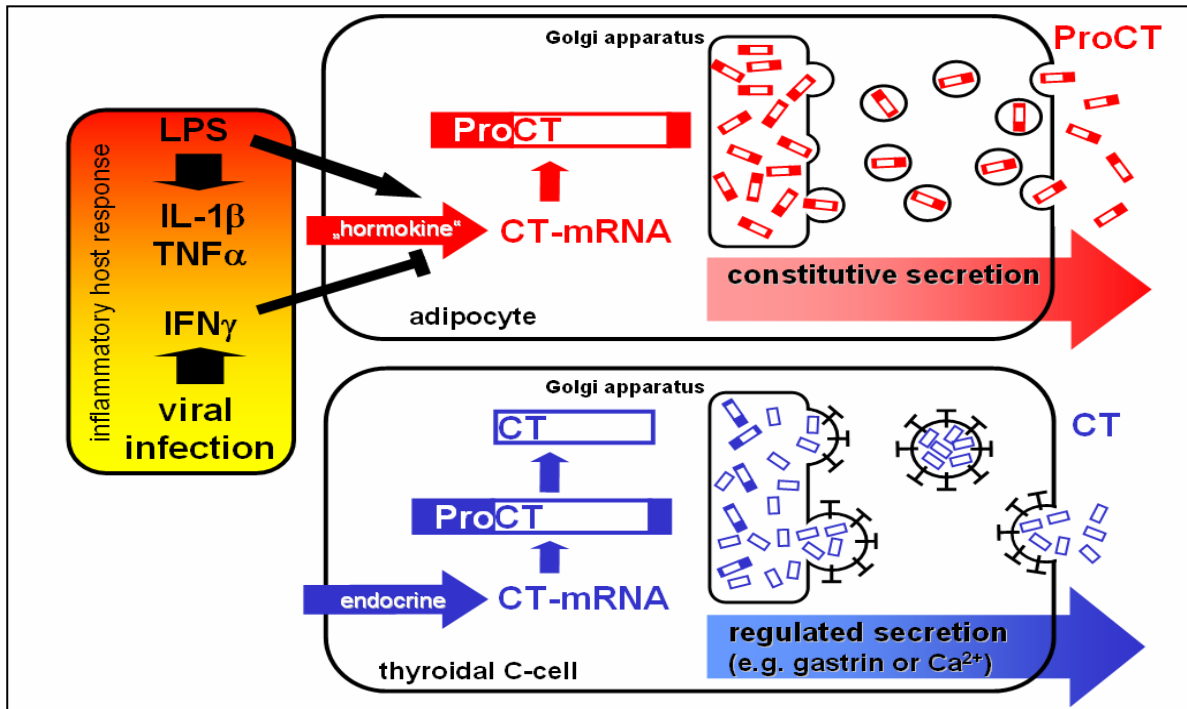 inflammatory host response
LPS
IL-1β
TNFα
IFNγ
viral
infection
Golgi apparatus
ProCT
ProCT
„hormokine“
CT-mRNA
constitutive secretion
adipocyte
Golgi apparatus
CT
CT
ProCT
endocrine
CT-mRNA
regulated secretion
(e.g. gastrin or Ca²⁺)
thyroidal C-cell